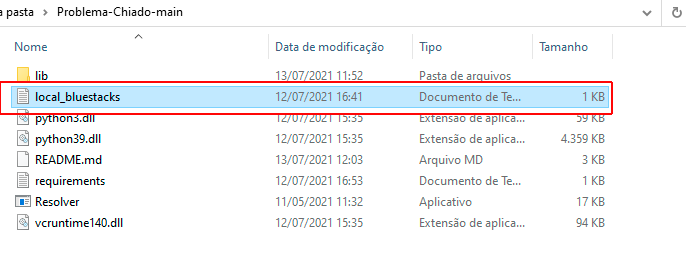 a pasta > Problema-Chiado-main
Nome Data de modificação Tipo Tamanho
lib 13/07/2021 11:52 Pasta de arquivos
local_bluestacks 12/07/2021 16:41 Documento de Te... 1 KB
python3.dll 12/07/2021 15:35 Extensão de aplica... 59 KB
python39.dll 12/07/2021 15:35 Extensão de aplica... 4.359 KB
README.md 13/07/2021 12:03 Arquivo MD 3 KB
requirements 12/07/2021 16:53 Documento de Te... 1 KB
Resolver 11/05/2021 11:32 Aplicativo 17 KB
vcruntime140.dll 12/07/2021 15:35 Extensão de aplica... 94 KB